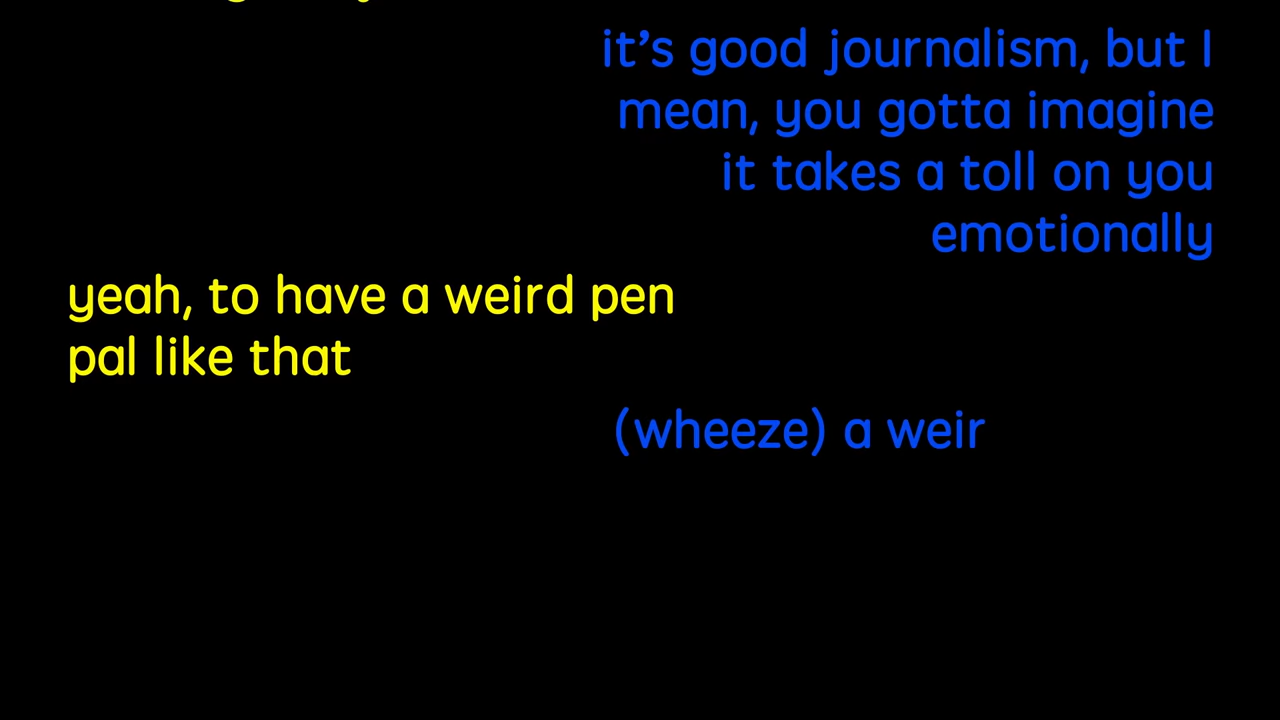 it’s good journalism, but I
mean, you gotta imagine
it takes a toll on you
emotionally
yeah, to have a weird pen
pal like that
(wheeze) a weir